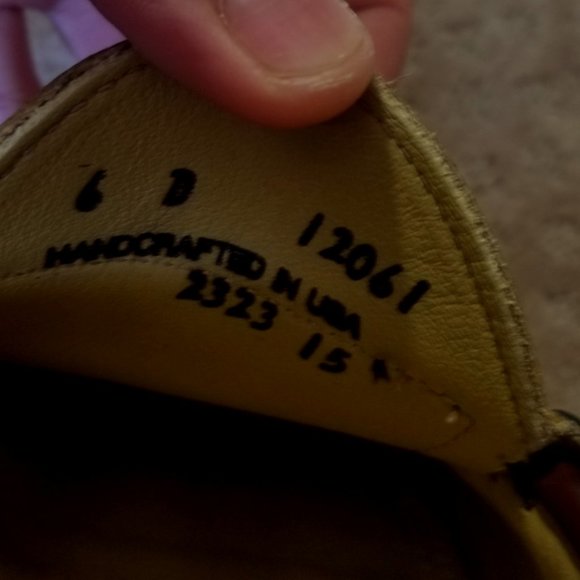 6 D 12061
HANDCRAFTED IN USA
2323 15